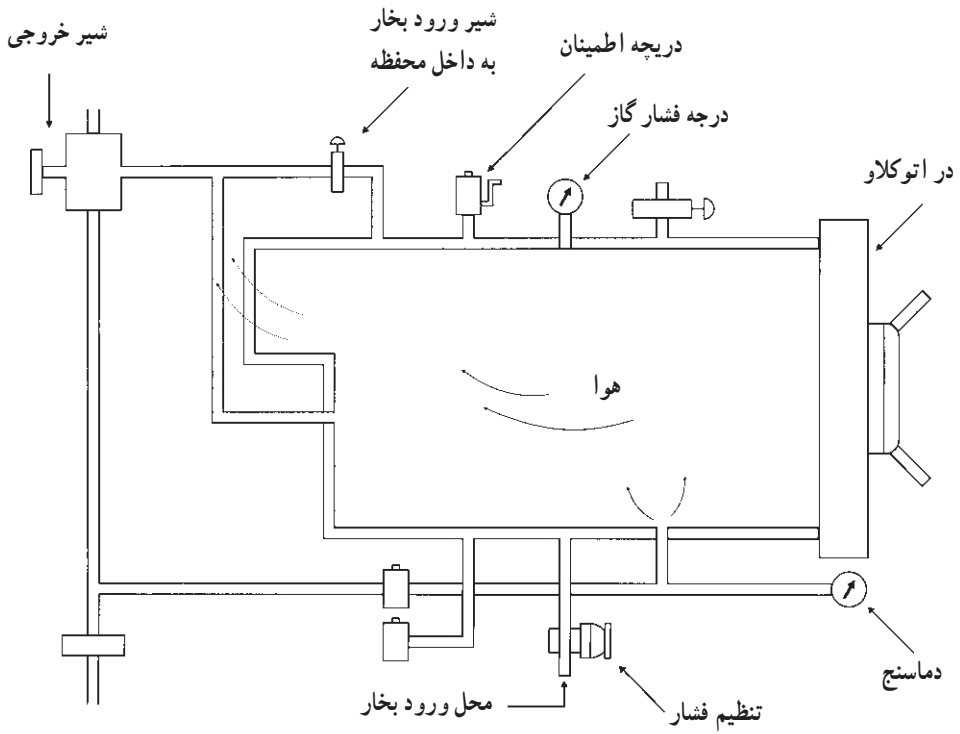 شیر خروجی
شیر ورود بخار
به داخل محفظه
دریچه اطمینان
درجه فشار گاز
در اتوکلاو
هوا
دماسنج
تنظیم فشار
محل ورود بخار